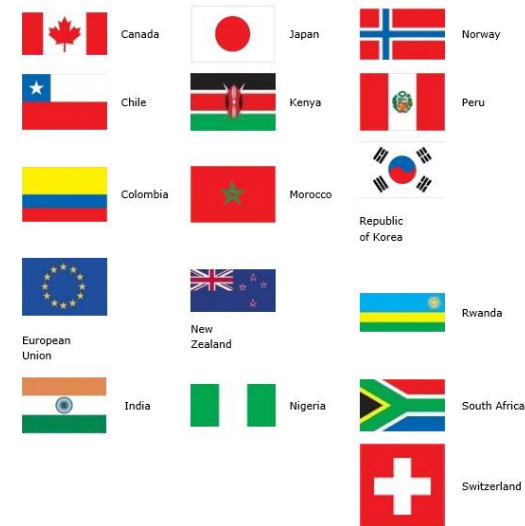 Canada
Japan
Norway
Chile
Kenya
Peru
Colombia
Morocco
Republic
of Korea
European
Union
New
Zealand
Rwanda
India
Nigeria
South Africa
Switzerland